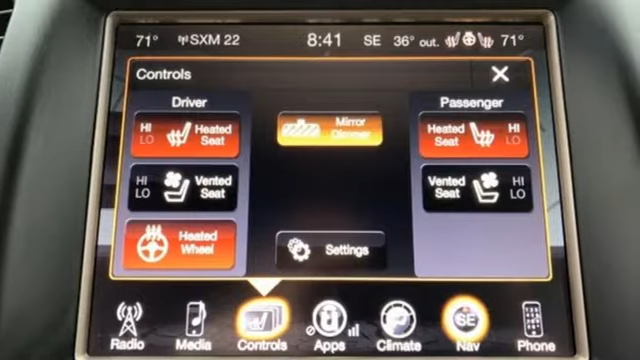 71° SXM 22 8:41 SE 36° out. 71°
Controls
Driver
Passenger
HI
LO
Heated
Seat
Mirror
Dimmer
Heated
Seat
HI
LO
HI
LO
Vented
Seat
Vented
Seat
HI
LO
Heated
Wheel
Settings
SE
Radio
Media
Controls
Apps
Climate
Nav
Phone